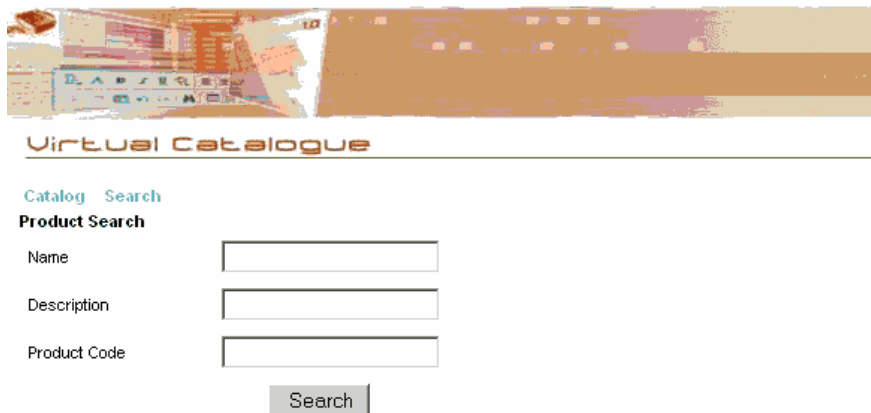 Virtual Catalogue
Catalog Search
Product Search
Name
Description
Product Code
Search